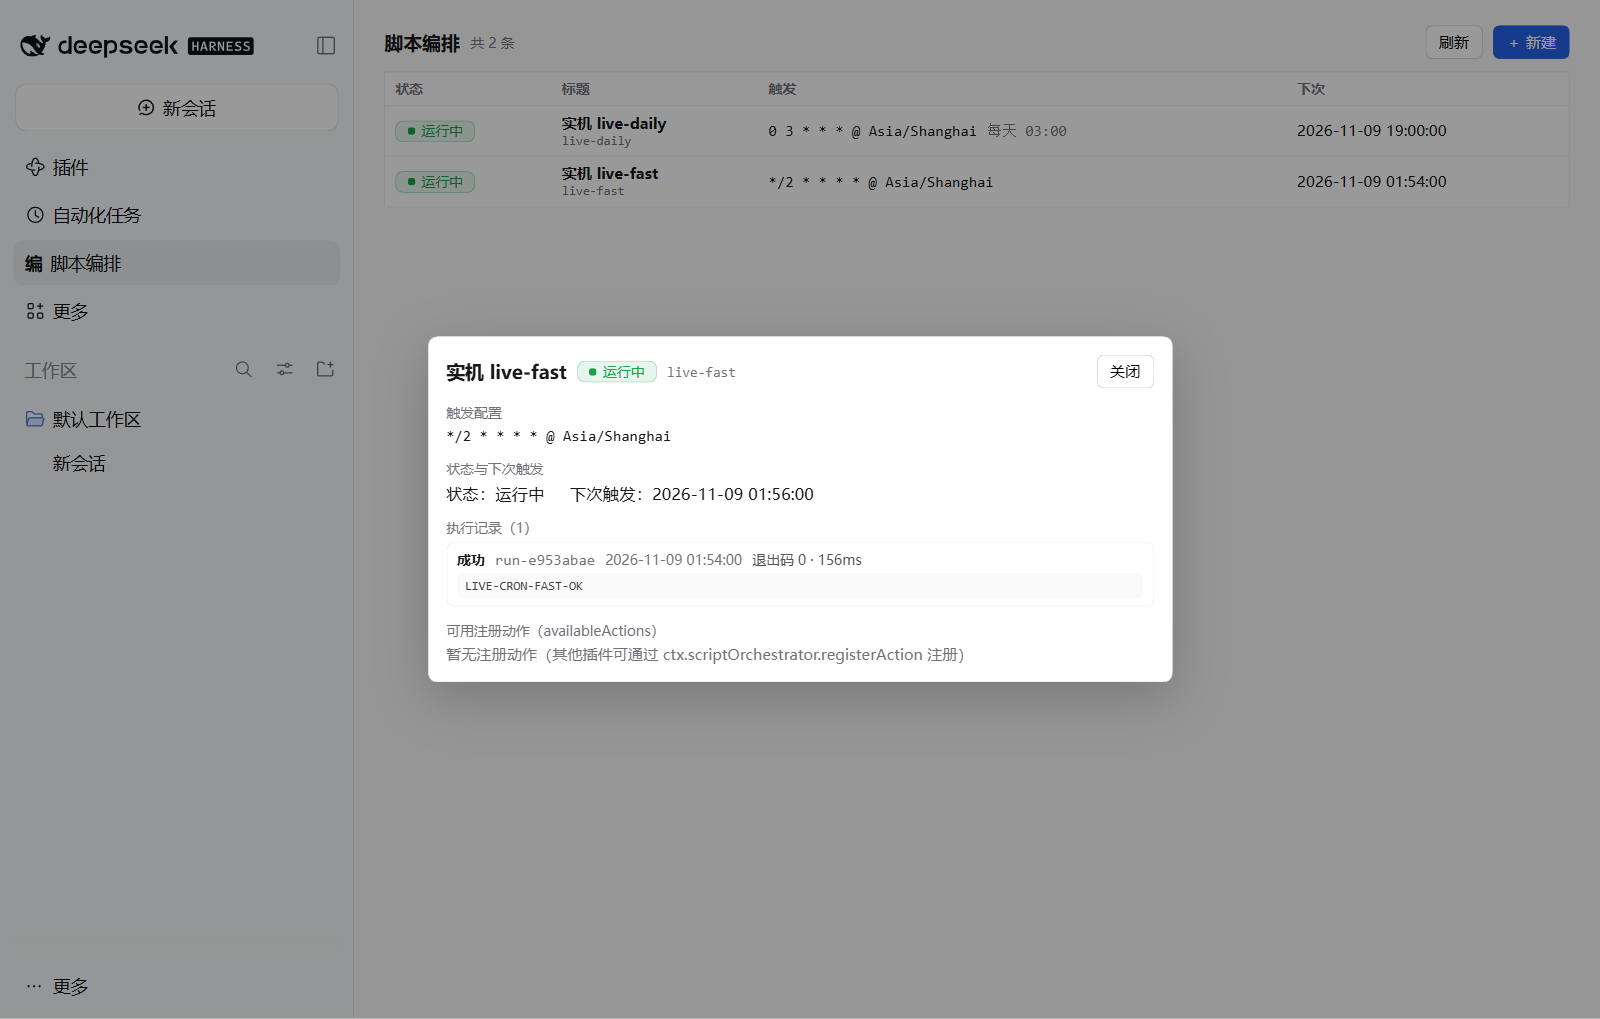 deepseek HARNESS
新会话
插件
自动化任务
编 脚本编排
更多
工作区
默认工作区
新会话
更多
脚本编排 共 2 条
刷新
+ 新建
状态 标题 触发 下次
运行中 实机 live-daily 0 3 * * * @ Asia/Shanghai 每天 03:00 2026-11-09 19:00:00
live-daily
运行中 实机 live-fast */2 * * * * @ Asia/Shanghai 2026-11-09 01:54:00
live-fast
实机 live-fast 运行中 live-fast 关闭
触发配置
*/2 * * * * @ Asia/Shanghai
状态与下次触发
状态：运行中 下次触发：2026-11-09 01:56:00
执行记录（1）
成功 run-e953abae 2026-11-09 01:54:00 退出码 0 · 156ms
LIVE-CRON-FAST-OK
可用注册动作（availableActions）
暂无注册动作（其他插件可通过 ctx.scriptOrchestrator.registerAction 注册）